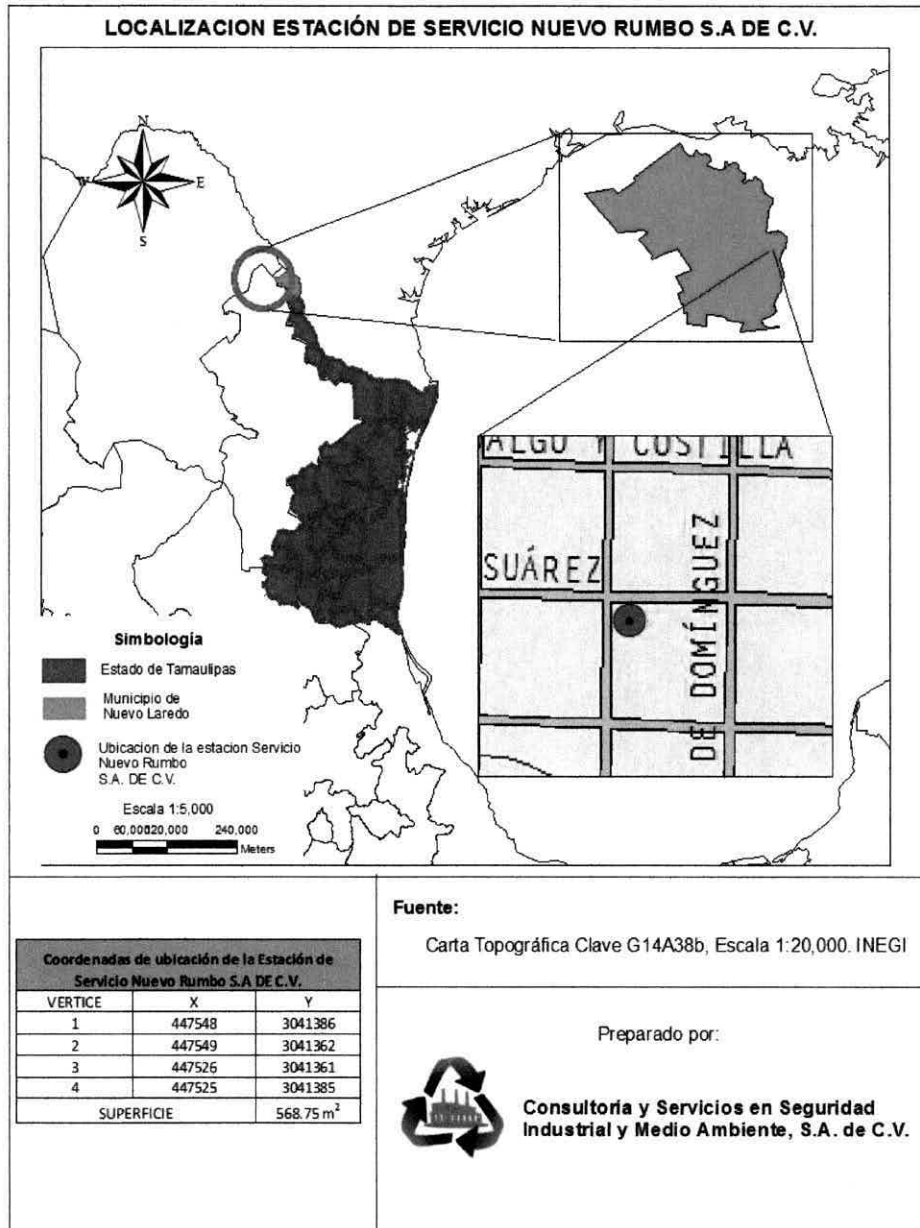 LOCALIZACION ESTACIÓN DE SERVICIO NUEVO RUMBO S.A DE C.V.
N
W
E
S
ALGO Y COSTILLA
SUÁREZ
DE DOMÍNGUEZ
Simbología
Estado de Tamaulipas
Municipio de
Nuevo Laredo
Ubicacion de la estacion Servicio
Nuevo Rumbo
S.A. DE C.V.
Escala 1:5,000
0 60,000120,000 240,000
Meters
Coordenadas de ubicación de la Estación de
Servicio Nuevo Rumbo S.A DE C.V.
VERTICE X Y
1 447548 3041386
2 447549 3041362
3 447526 3041361
4 447525 3041385
SUPERFICIE 568.75 m²
Fuente:
Carta Topográfica Clave G14A38b, Escala 1:20,000. INEGI
Preparado por:
Consultoría y Servicios en Seguridad
Industrial y Medio Ambiente, S.A. de C.V.